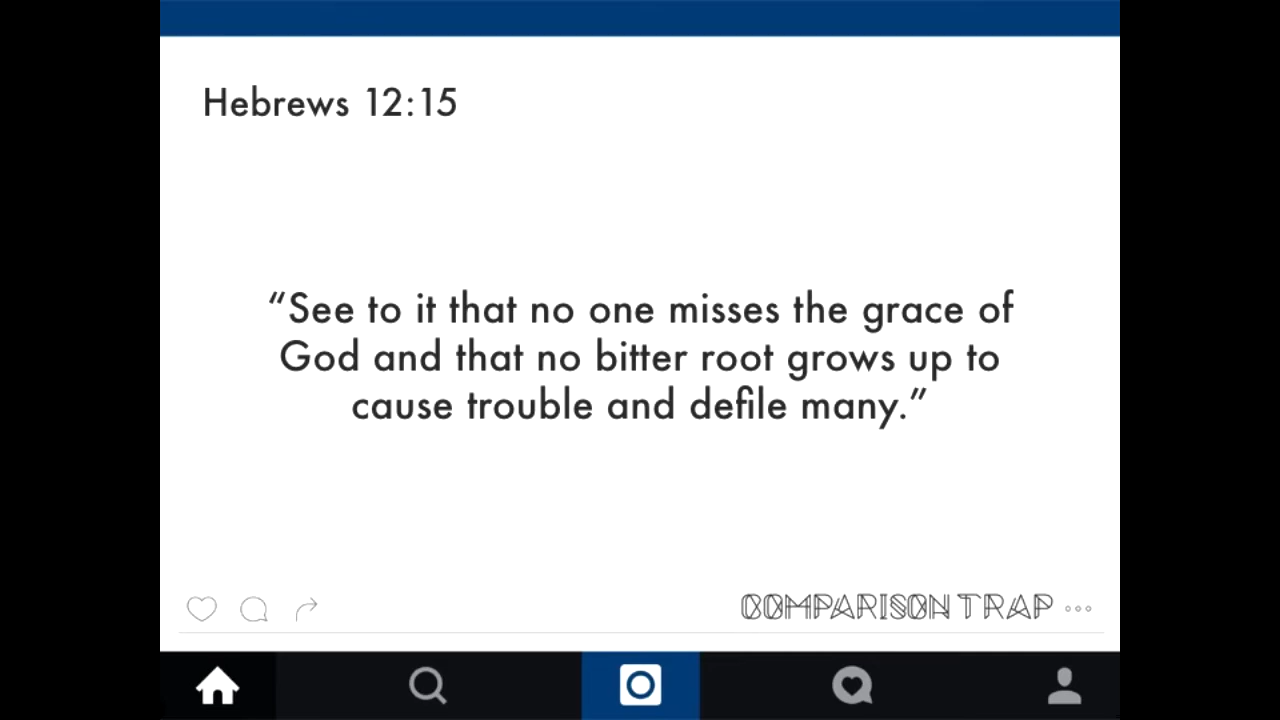 Hebrews 12:15
“See to it that no one misses the grace of
God and that no bitter root grows up to
cause trouble and defile many.”
COMPARISON TRAP